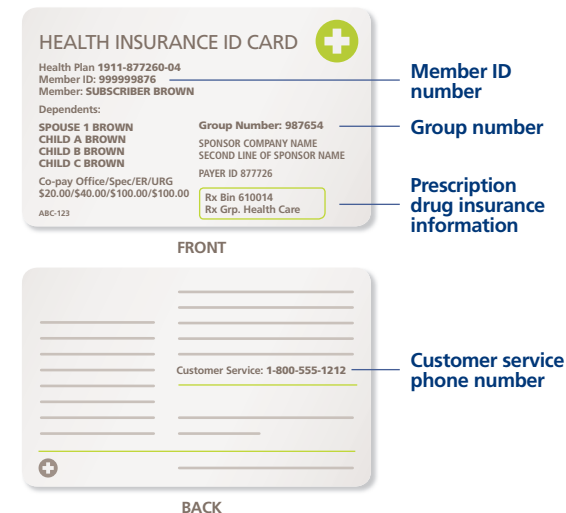 HEALTH INSURANCE ID CARD
Health Plan 1911-877260-04
Member ID: 999999876
Member: SUBSCRIBER BROWN
Dependents:
SPOUSE 1 BROWN
CHILD A BROWN
CHILD B BROWN
CHILD C BROWN
Co-pay Office/Spec/ER/URG
$20.00/$40.00/$100.00/$100.00
ABC-123
Group Number: 987654
SPONSOR COMPANY NAME
SECOND LINE OF SPONSOR NAME
PAYER ID 877726
Rx Bin 610014
Rx Grp. Health Care
Member ID
number
Group number
Prescription
drug insurance
information
FRONT
Customer Service: 1-800-555-1212
Customer service
phone number
BACK